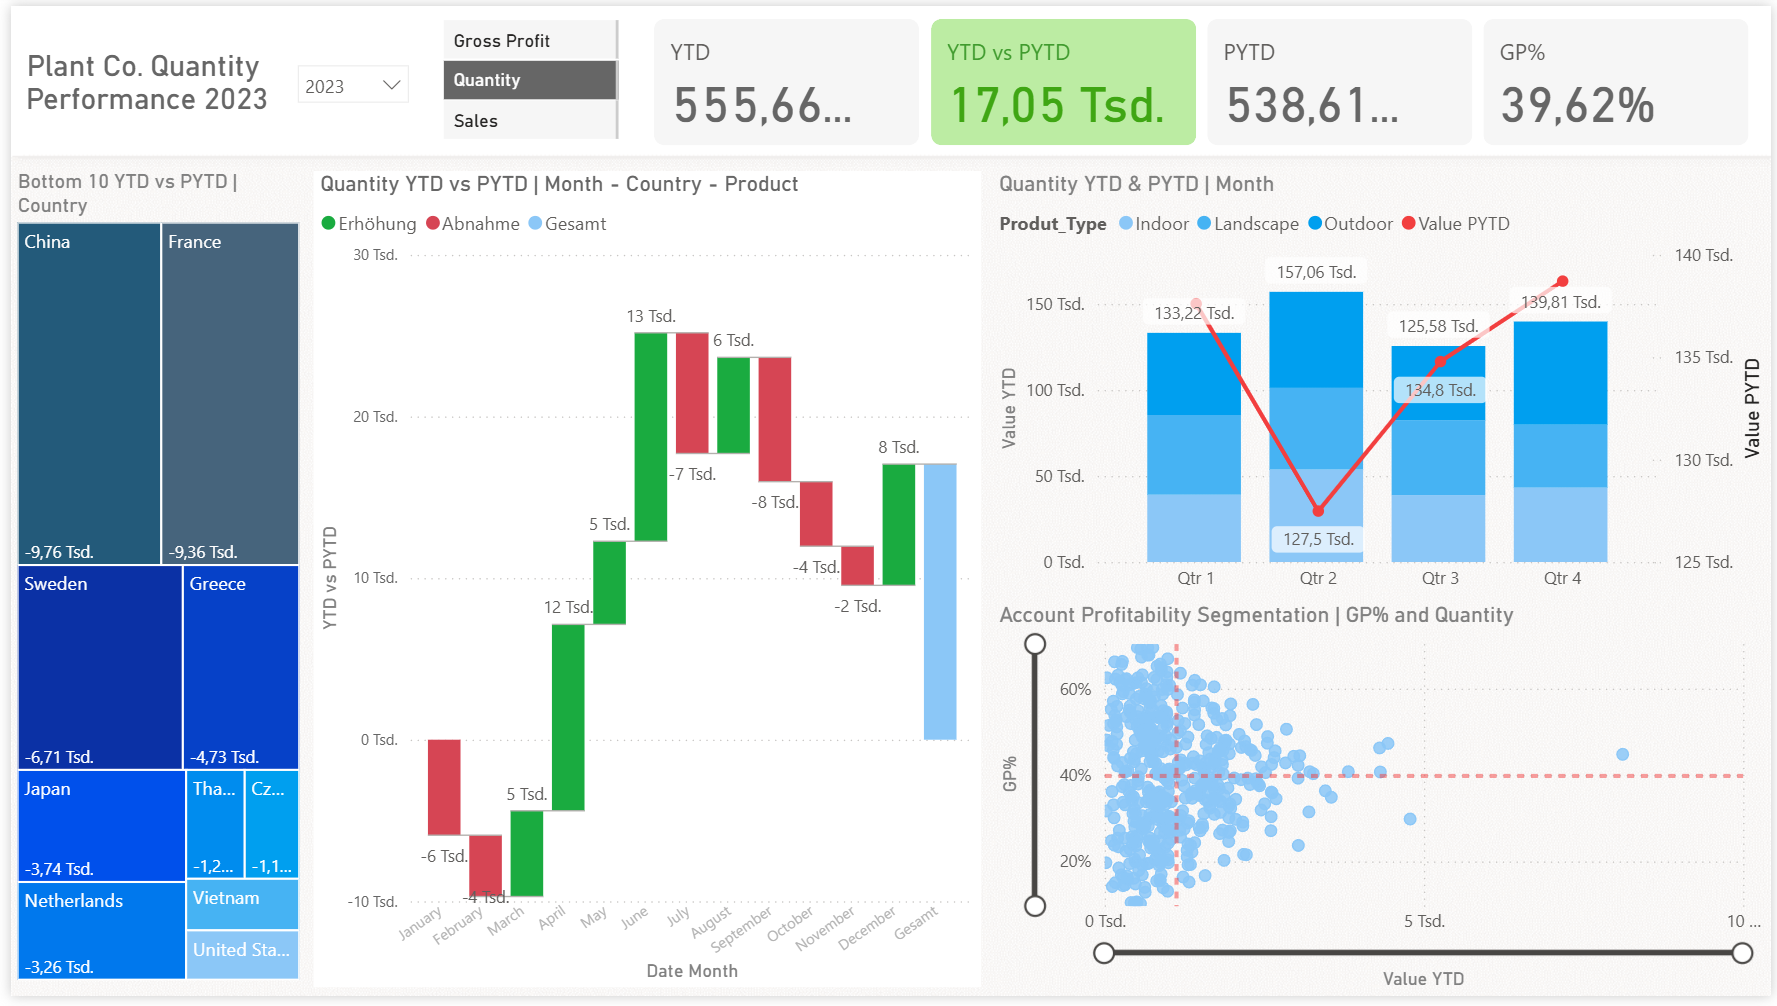 Plant Co. Quantity
Performance 2023
2023
Gross Profit
Quantity
Sales
YTD
555,66...
YTD vs PYTD
17,05 Tsd.
PYTD
538,61...
GP%
39,62%
Bottom 10 YTD vs PYTD |
Country
China
-9,76 Tsd.
France
-9,36 Tsd.
Sweden
-6,71 Tsd.
Greece
-4,73 Tsd.
Japan
-3,74 Tsd.
Tha...
-1,2...
Cz...
-1,1...
Netherlands
-3,26 Tsd.
Vietnam
United Sta...
Quantity YTD vs PYTD | Month - Country - Product
Erhöhung Abnahme Gesamt
YTD vs PYTD
30 Tsd.
20 Tsd.
10 Tsd.
0 Tsd.
-10 Tsd.
-6 Tsd.
-4 Tsd.
5 Tsd.
12 Tsd.
5 Tsd.
13 Tsd.
-7 Tsd.
6 Tsd.
-8 Tsd.
-4 Tsd.
-2 Tsd.
8 Tsd.
January
February
March
April
May
June
July
August
September
October
November
December
Gesamt
Date Month
Quantity YTD & PYTD | Month
Produt_Type Indoor Landscape Outdoor Value PYTD
Value YTD
150 Tsd.
100 Tsd.
50 Tsd.
0 Tsd.
133,22 Tsd.
157,06 Tsd.
125,58 Tsd.
139,81 Tsd.
127,5 Tsd.
134,8 Tsd.
140 Tsd.
135 Tsd.
130 Tsd.
125 Tsd.
Value PYTD
Qtr 1
Qtr 2
Qtr 3
Qtr 4
Account Profitability Segmentation | GP% and Quantity
GP%
60%
40%
20%
0 Tsd.
5 Tsd.
10 ...
Value YTD